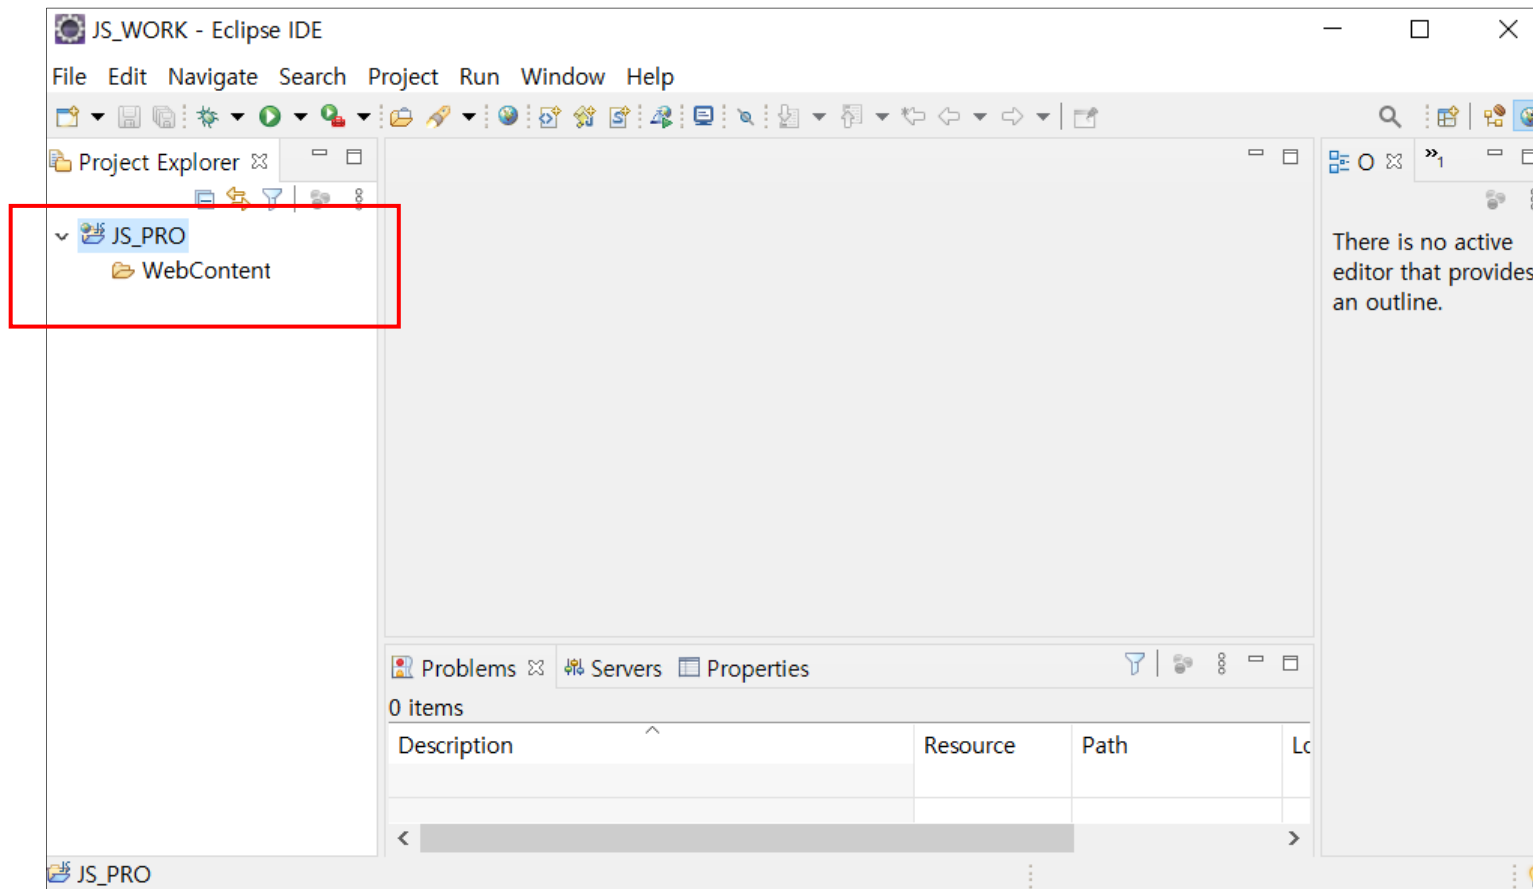 JS_WORK - Eclipse IDE
File Edit Navigate Search Project Run Window Help
Project Explorer
O
»1
JS_PRO
WebContent
There is no active
editor that provides
an outline.
Problems Servers Properties
0 items
Description Resource Path
JS_PRO